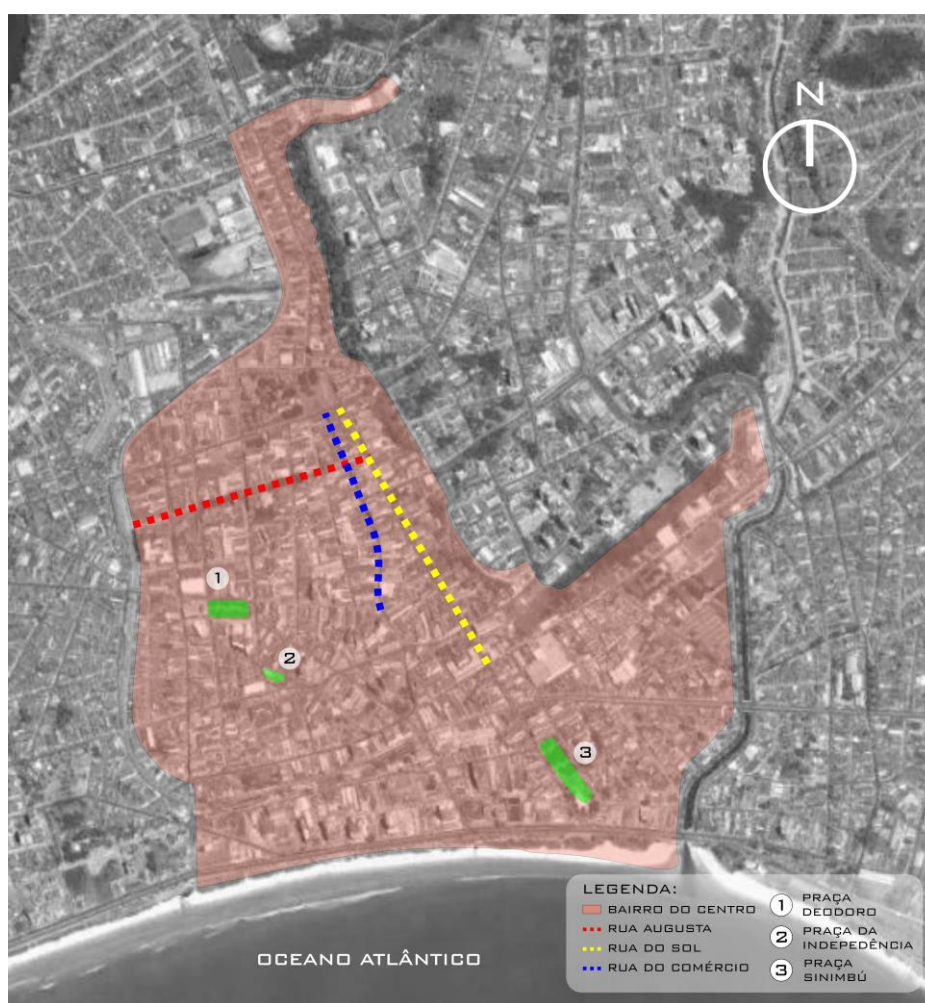 N
1
2
3
OCEANO ATLÂNTICO
LEGENDA:
BAIRRO DO CENTRO
RUA AUGUSTA
RUA DO SOL
RUA DO COMÉRCIO
1 PRAÇA
DEODORO
2 PRAÇA DA
INDEPEDÊNCIA
3 PRAÇA
SINIMBÚ